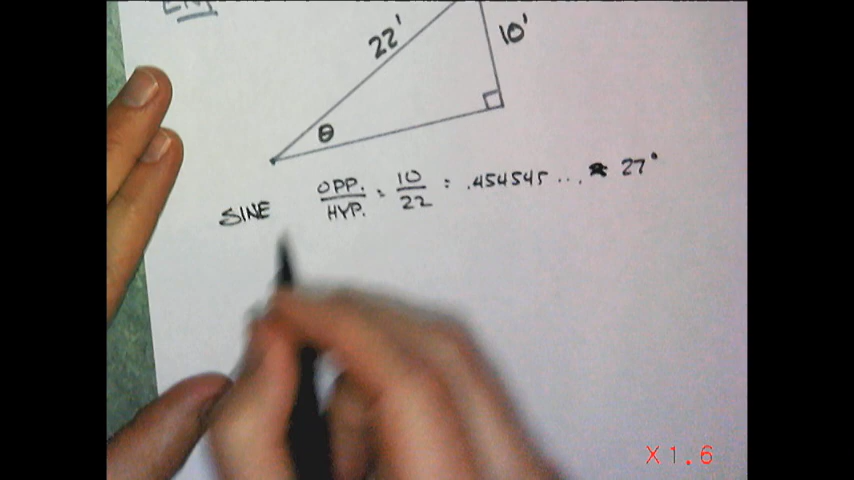 22'
10'
θ
SINE OPP./HYP. = 10/22 = .454545... ≈ 27°
X1.6